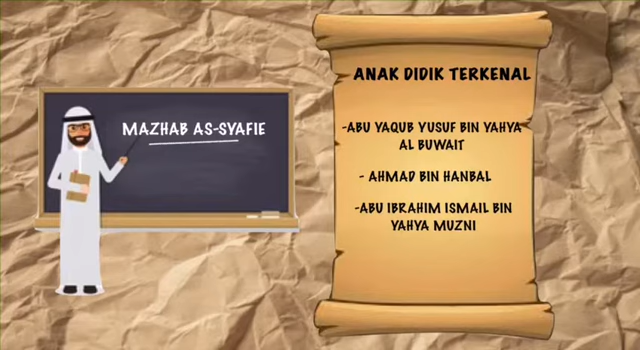 MAZHAB AS-SYAFIE
ANAK DIDIK TERKENAL
-ABU YAQUB YUSUF BIN YAHYA
AL BUWAIT
- AHMAD BIN HANBAL
-ABU IBRAHIM ISMAIL BIN
YAHYA MUZNI